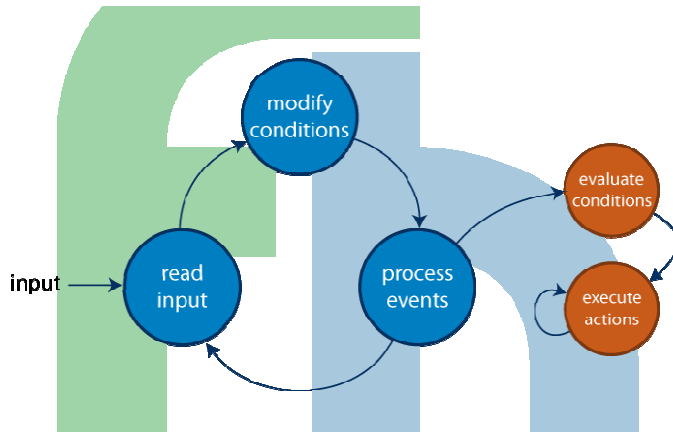 modify
conditions
evaluate
conditions
input
read
input
process
events
execute
actions